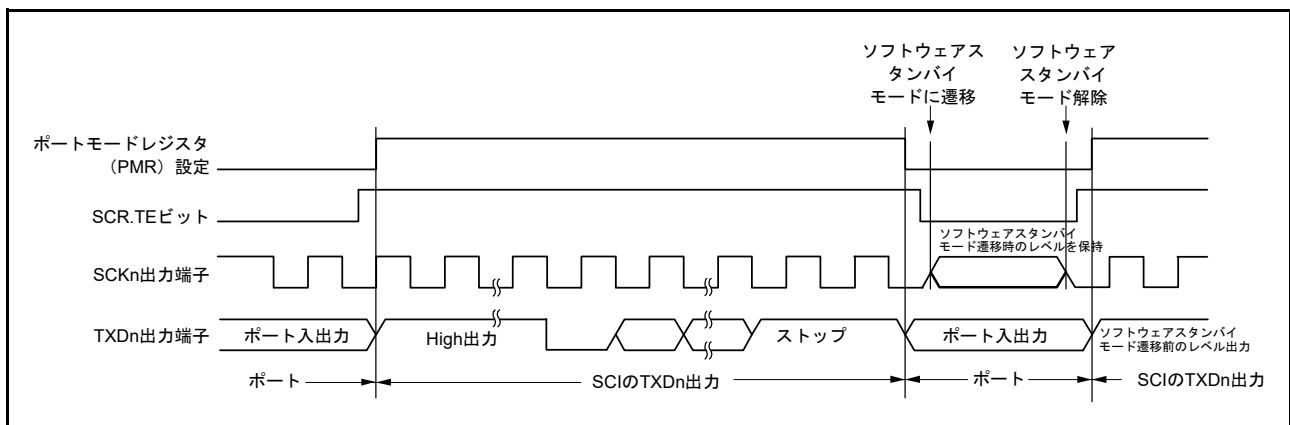 ソフトウェアス
タンバイ
モードに遷移
ソフトウェア
スタンバイ
モード解除
ポートモードレジスタ
（PMR）設定
SCR.TEビット
ソフトウェアスタンバイ
モード遷移時のレベルを保持
SCKn出力端子
TXDn出力端子
ポート入出力
High出力
ストップ
ポート入出力
ソフトウェアスタンバイ
モード遷移前のレベル出力
ポート
SCIのTXDn出力
ポート
SCIのTXDn出力